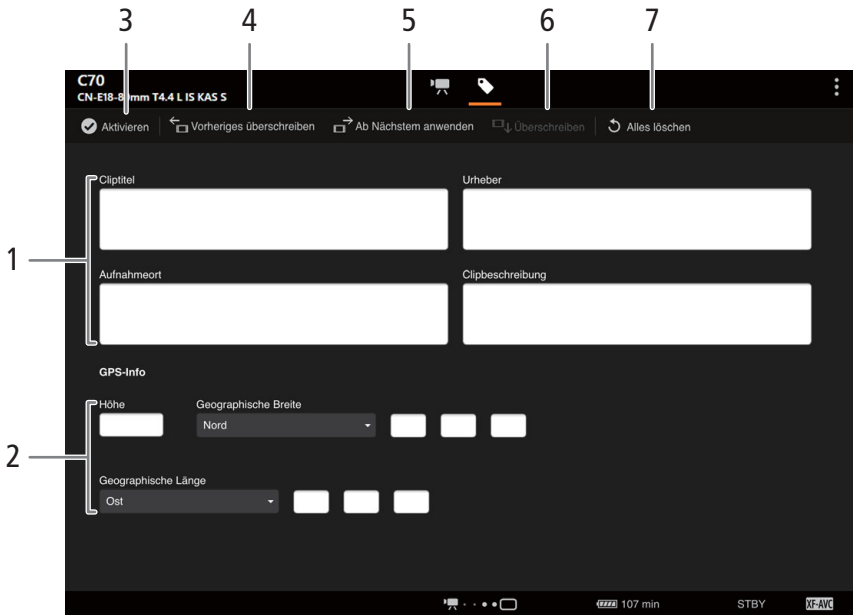 3 4 5 6 7
C70
CN-E18-80mm T4.4 L IS KAS S
Aktivieren Vorheriges überschreiben Ab Nächstem anwenden Überschreiben Alles löschen
Cliptitel Urheber
1
Aufnahmeort Clipbeschreibung
GPS-Info
Höhe Geographische Breite
Nord
2
Geographische Länge
Ost
107 min STBY XF-AVC